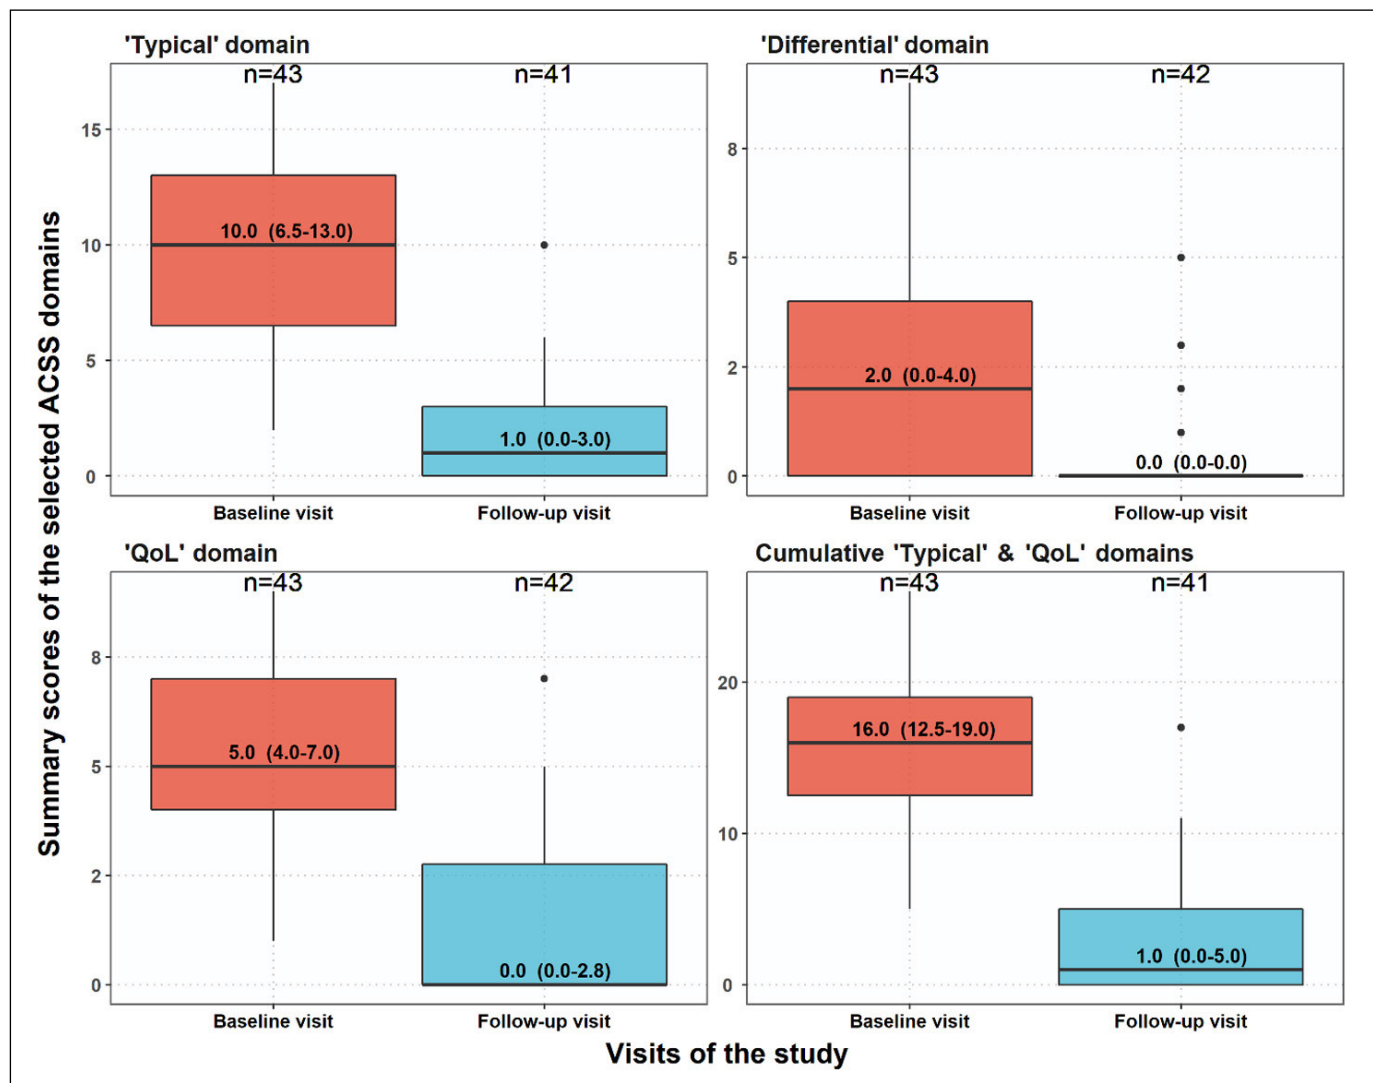 Summary scores of the selected ACSS domains
'Typical' domain
n=43
n=41
15
10
5
0
10.0 (6.5-13.0)
1.0 (0.0-3.0)
Baseline visit
Follow-up visit
'Differential' domain
n=43
n=42
8
5
2
0
2.0 (0.0-4.0)
0.0 (0.0-0.0)
Baseline visit
Follow-up visit
'QoL' domain
n=43
n=42
8
5
2
0
5.0 (4.0-7.0)
0.0 (0.0-2.8)
Baseline visit
Follow-up visit
Cumulative 'Typical' & 'QoL' domains
n=43
n=41
20
10
0
16.0 (12.5-19.0)
1.0 (0.0-5.0)
Baseline visit
Follow-up visit
Visits of the study